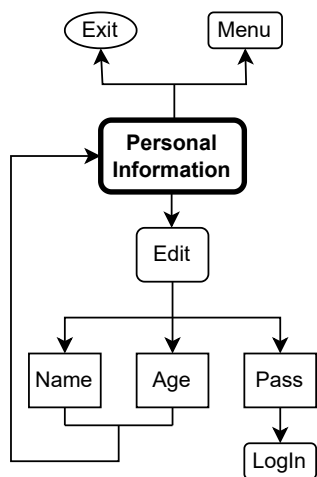 Exit
Menu
Personal
Information
Edit
Name
Age
Pass
LogIn